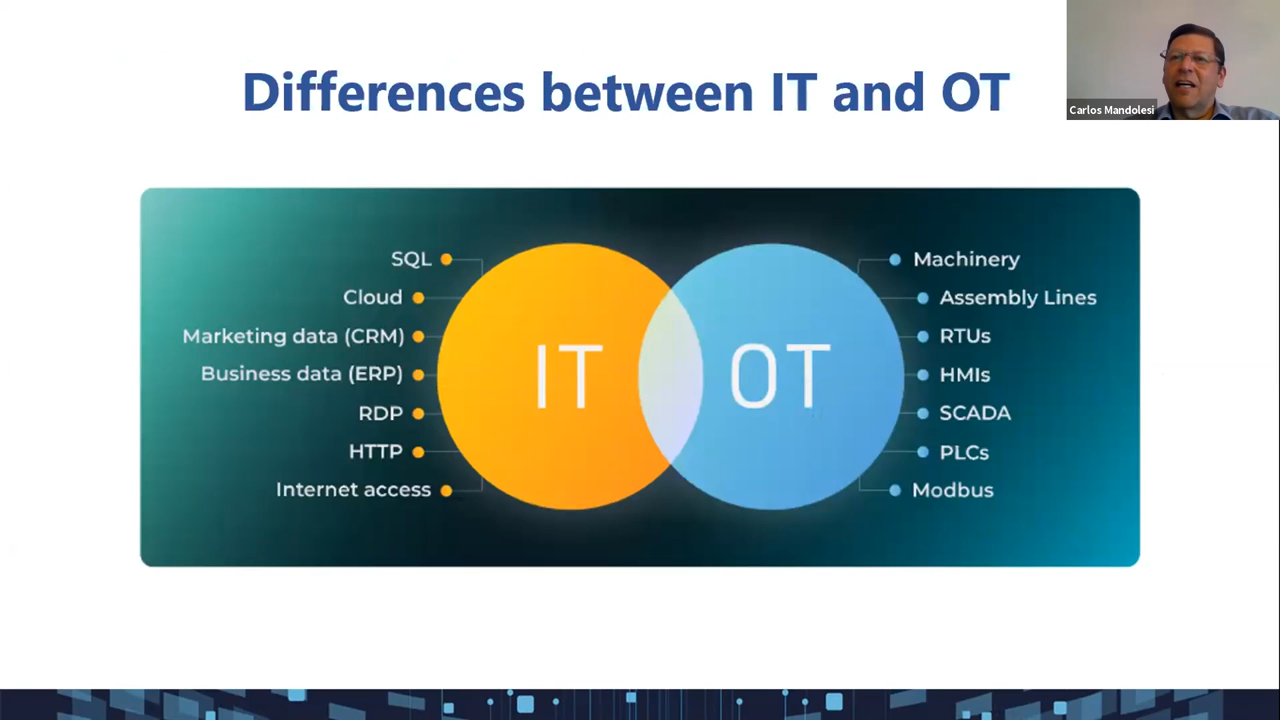 Differences between IT and OT
Carlos Mandolesi
SQL
Cloud
Marketing data (CRM)
Business data (ERP)
RDP
HTTP
Internet access
IT
OT
Machinery
Assembly Lines
RTUs
HMIs
SCADA
PLCs
Modbus